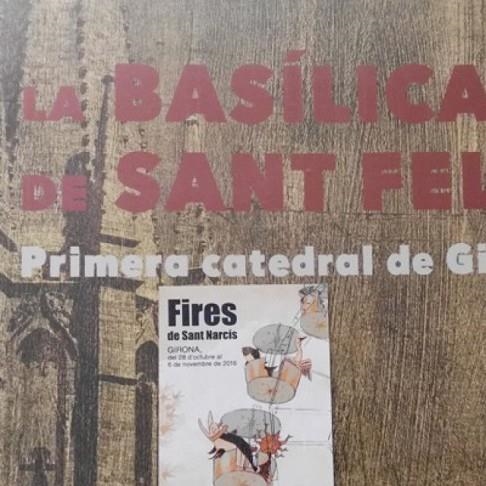 LA BASÍLICA
DE SANT FEL
Primera catedral de Gi
Fires
de Sant Narcís
GIRONA,
del 28 d'octubre al
6 de novembre de 2016